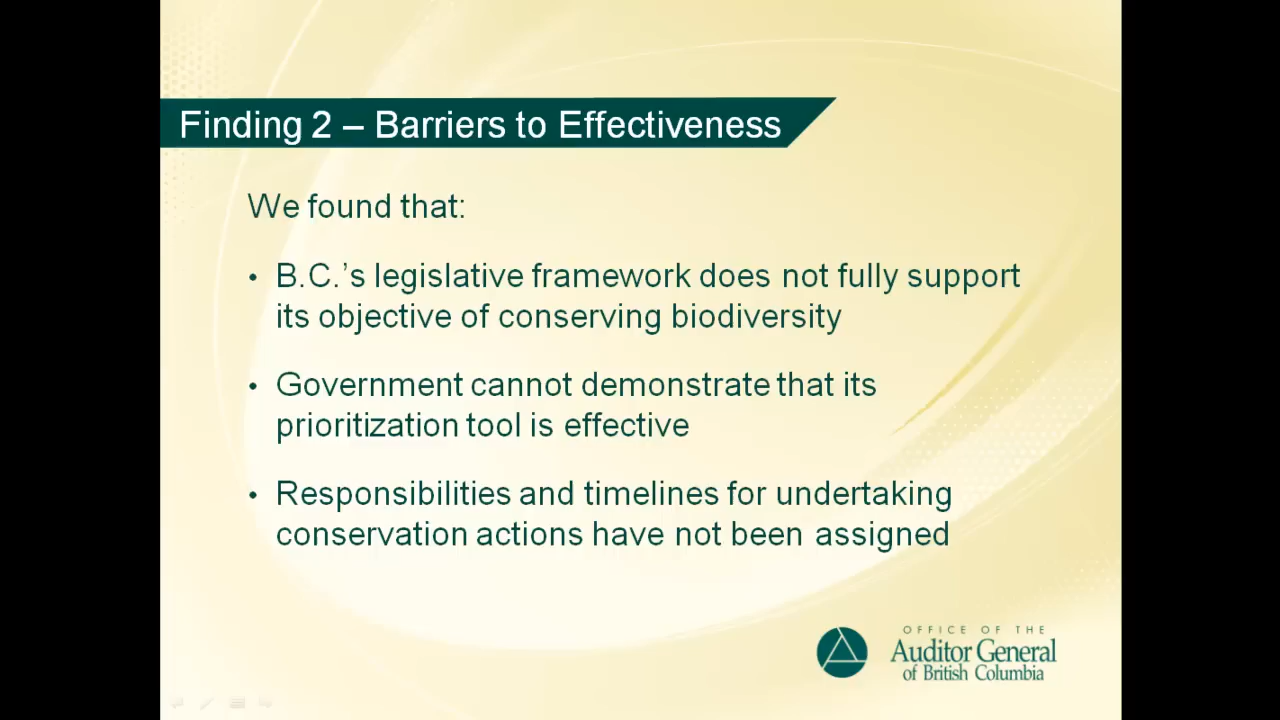 Finding 2 – Barriers to Effectiveness
We found that:
• B.C.’s legislative framework does not fully support
its objective of conserving biodiversity
• Government cannot demonstrate that its
prioritization tool is effective
• Responsibilities and timelines for undertaking
conservation actions have not been assigned
OFFICE OF THE
Auditor General
of British Columbia